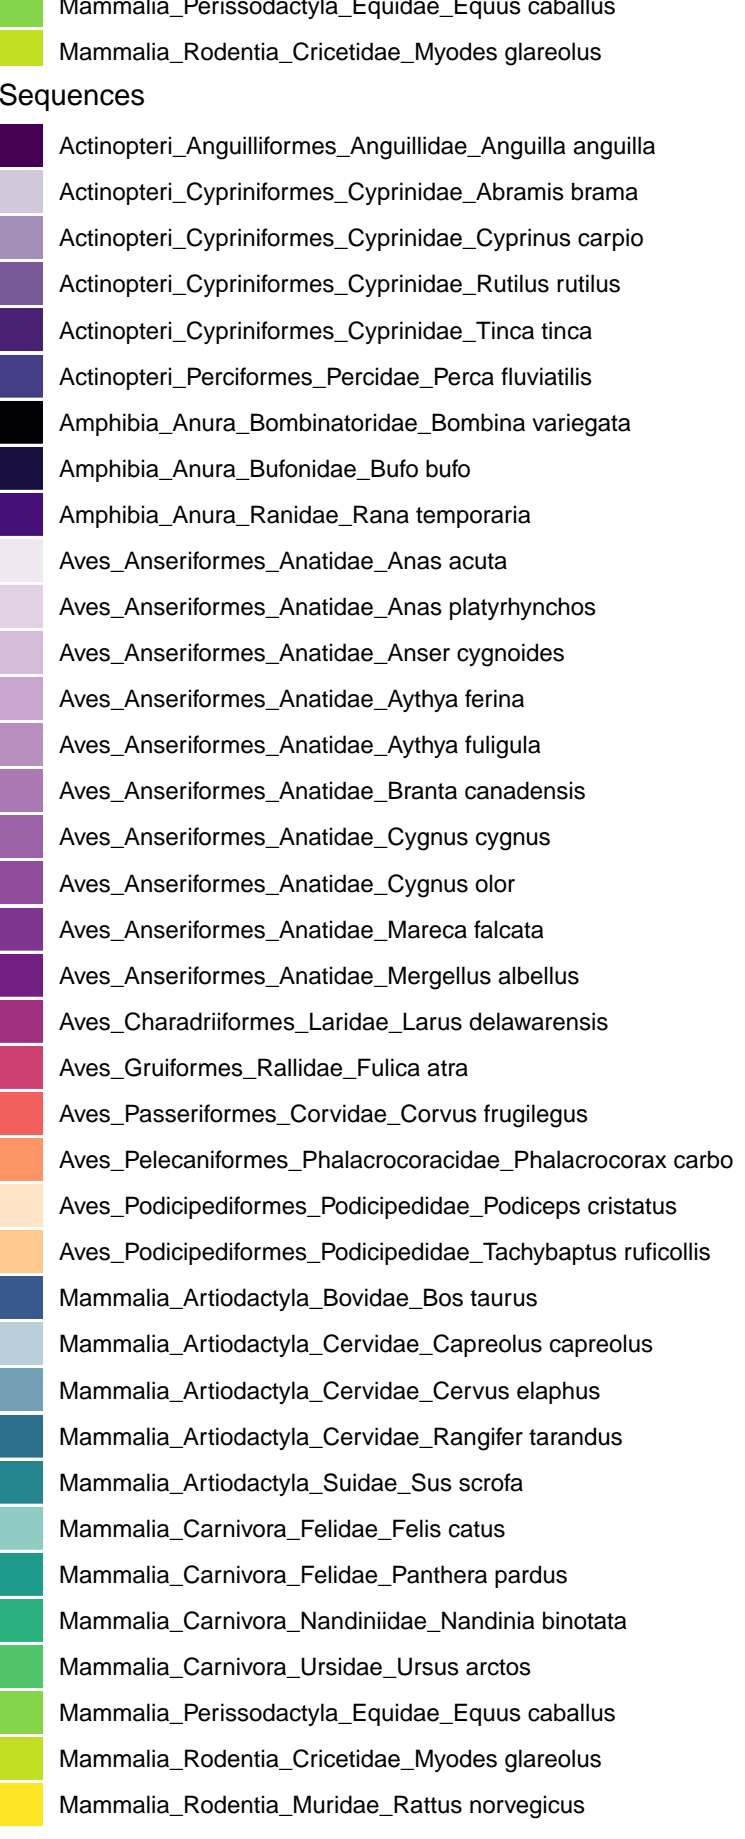 Mammalia_Perissodactyla_Equidae_Equus caballus
Mammalia_Rodentia_Cricetidae_Myodes glareolus
Sequences
Actinopteri_Anguilliformes_Anguillidae_Anguilla anguilla
Actinopteri_Cypriniformes_Cyprinidae_Abramis brama
Actinopteri_Cypriniformes_Cyprinidae_Cyprinus carpio
Actinopteri_Cypriniformes_Cyprinidae_Rutilus rutilus
Actinopteri_Cypriniformes_Cyprinidae_Tinca tinca
Actinopteri_Perciformes_Percidae_Perca fluviatilis
Amphibia_Anura_Bombinatoridae_Bombina variegata
Amphibia_Anura_Bufonidae_Bufo bufo
Amphibia_Anura_Ranidae_Rana temporaria
Aves_Anseriformes_Anatidae_Anas acuta
Aves_Anseriformes_Anatidae_Anas platyrhynchos
Aves_Anseriformes_Anatidae_Anser cygnoides
Aves_Anseriformes_Anatidae_Aythya ferina
Aves_Anseriformes_Anatidae_Aythya fuligula
Aves_Anseriformes_Anatidae_Branta canadensis
Aves_Anseriformes_Anatidae_Cygnus cygnus
Aves_Anseriformes_Anatidae_Cygnus olor
Aves_Anseriformes_Anatidae_Mareca falcata
Aves_Anseriformes_Anatidae_Mergellus albellus
Aves_Charadriiformes_Laridae_Larus delawarensis
Aves_Gruiformes_Rallidae_Fulica atra
Aves_Passeriformes_Corvidae_Corvus frugilegus
Aves_Pelecaniformes_Phalacrocoracidae_Phalacrocorax carbo
Aves_Podicipediformes_Podicipedidae_Podiceps cristatus
Aves_Podicipediformes_Podicipedidae_Tachybaptus ruficollis
Mammalia_Artiodactyla_Bovidae_Bos taurus
Mammalia_Artiodactyla_Cervidae_Capreolus capreolus
Mammalia_Artiodactyla_Cervidae_Cervus elaphus
Mammalia_Artiodactyla_Cervidae_Rangifer tarandus
Mammalia_Artiodactyla_Suidae_Sus scrofa
Mammalia_Carnivora_Felidae_Felis catus
Mammalia_Carnivora_Felidae_Panthera pardus
Mammalia_Carnivora_Nandiniidae_Nandinia binotata
Mammalia_Carnivora_Ursidae_Ursus arctos
Mammalia_Perissodactyla_Equidae_Equus caballus
Mammalia_Rodentia_Cricetidae_Myodes glareolus
Mammalia_Rodentia_Muridae_Rattus norvegicus